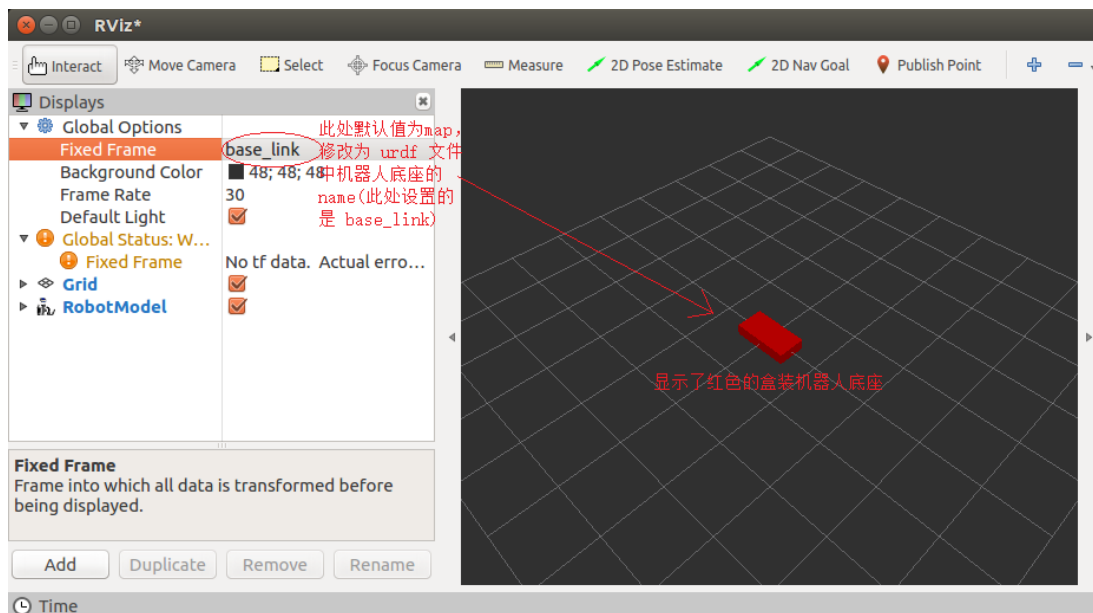 RViz*
Interact Move Camera Select Focus Camera Measure 2D Pose Estimate 2D Nav Goal Publish Point
Displays
Global Options
Fixed Frame base_link
Background Color 48; 48; 48
Frame Rate 30
Default Light
Global Status: W...
Fixed Frame No tf data. Actual erro...
Grid
RobotModel
此处默认值为map，
修改为 urdf 文件
中机器人底座的
name(此处设置的
是 base_link)
显示了红色的盒装机器人底座
Fixed Frame
Frame into which all data is transformed before
being displayed.
Add Duplicate Remove Rename
Time